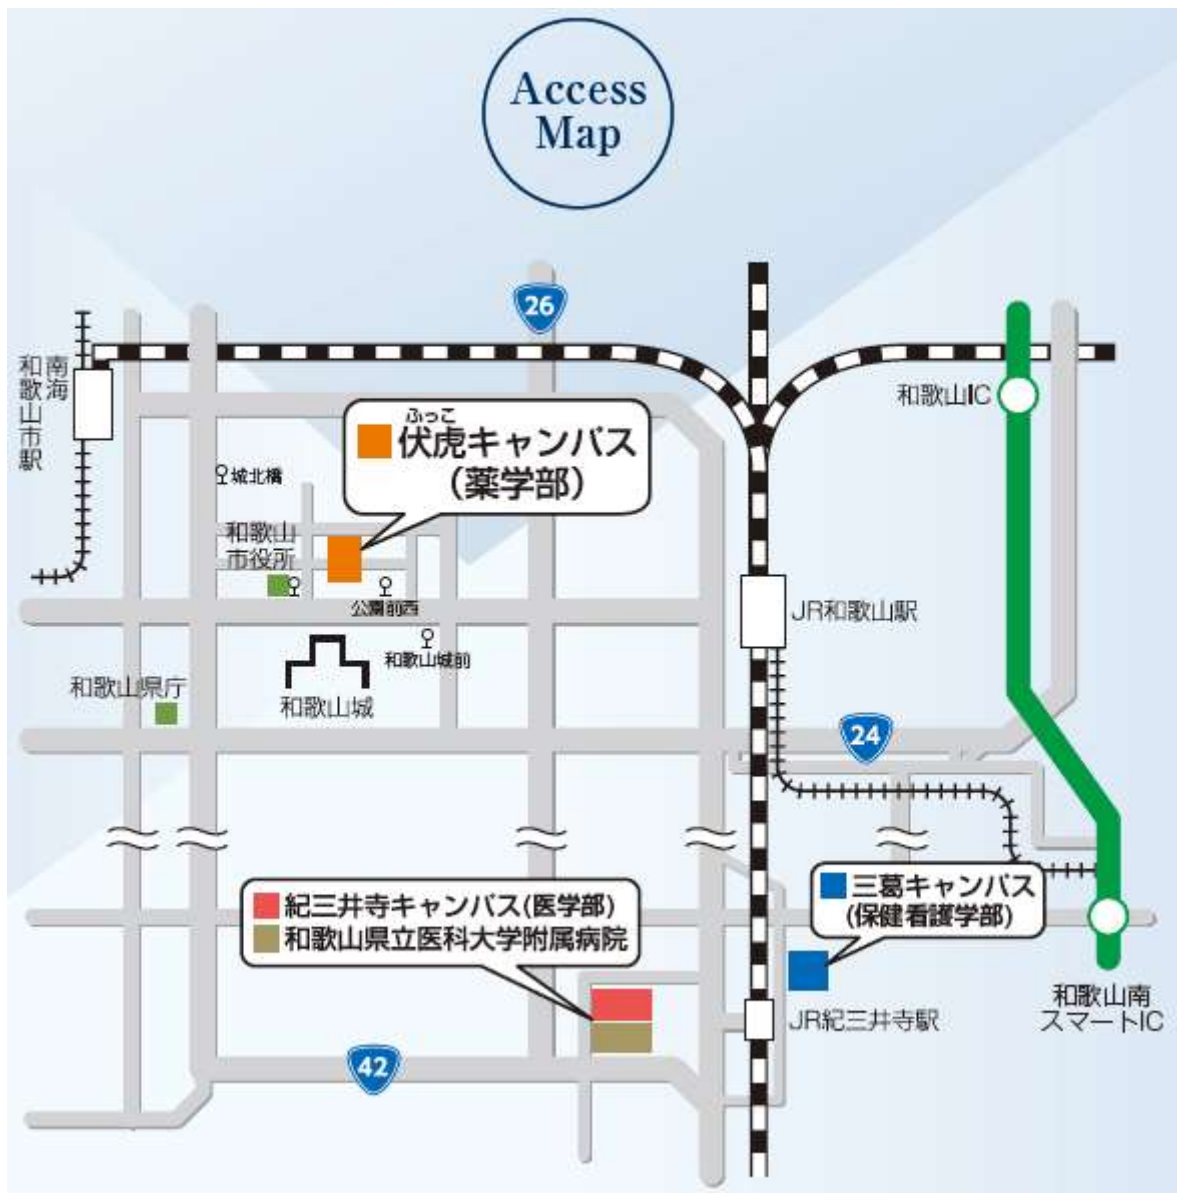 Access
Map
26
南海
和歌山市駅
和歌山IC
ふっこ
伏虎キャンパス
(薬学部)
城北橋
和歌山
市役所
公園前西
JR和歌山駅
和歌山城前
和歌山県庁
和歌山城
24
紀三井寺キャンパス(医学部)
和歌山県立医科大学附属病院
三葛キャンパス
(保健看護学部)
和歌山南
スマートIC
JR紀三井寺駅
42